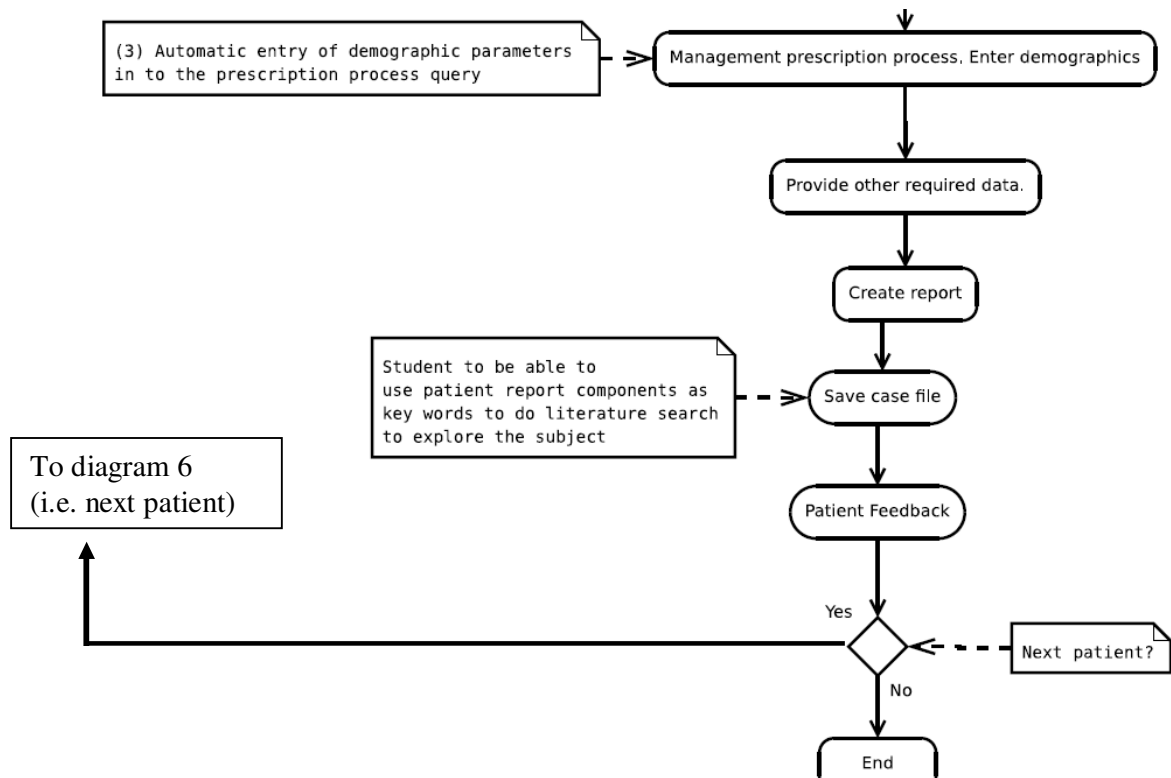 (3) Automatic entry of demographic parameters
in to the prescription process query
Management prescription process, Enter demographics
Provide other required data.
Create report
Student to be able to
use patient report components as
key words to do literature search
to explore the subject
Save case file
To diagram 6
(i.e. next patient)
Patient Feedback
Yes
Next patient?
No
End